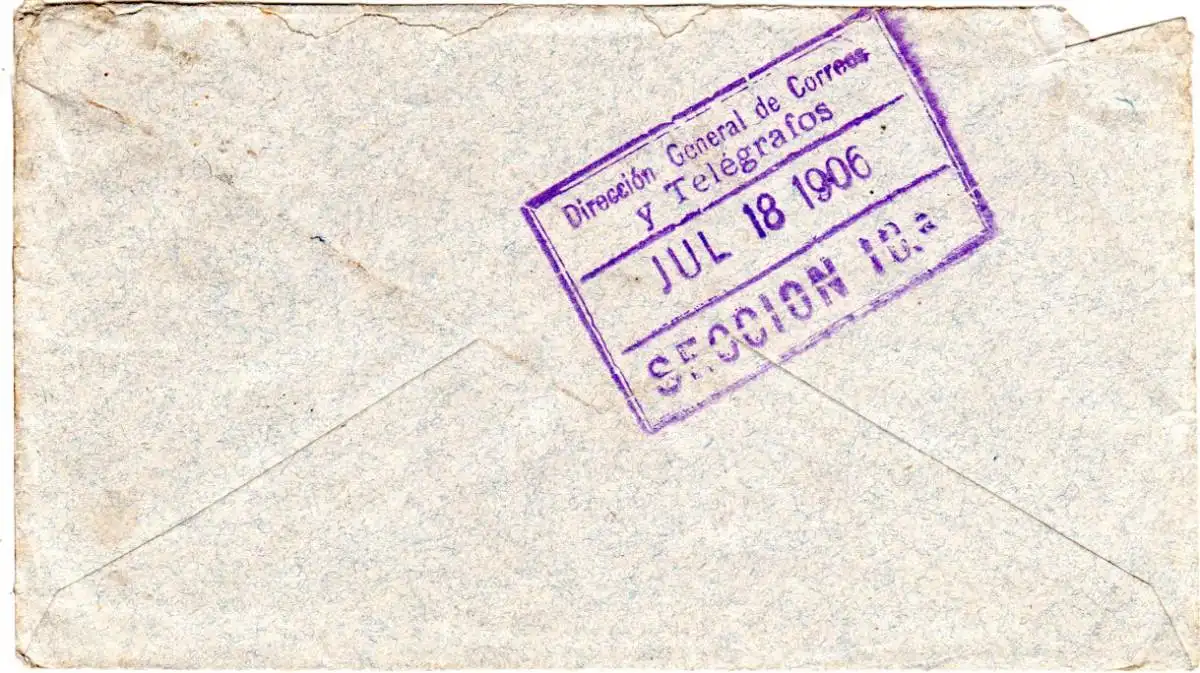 Dirección General de Correos
y Telégrafos
JUL 18 1906
SECCION 10.ª